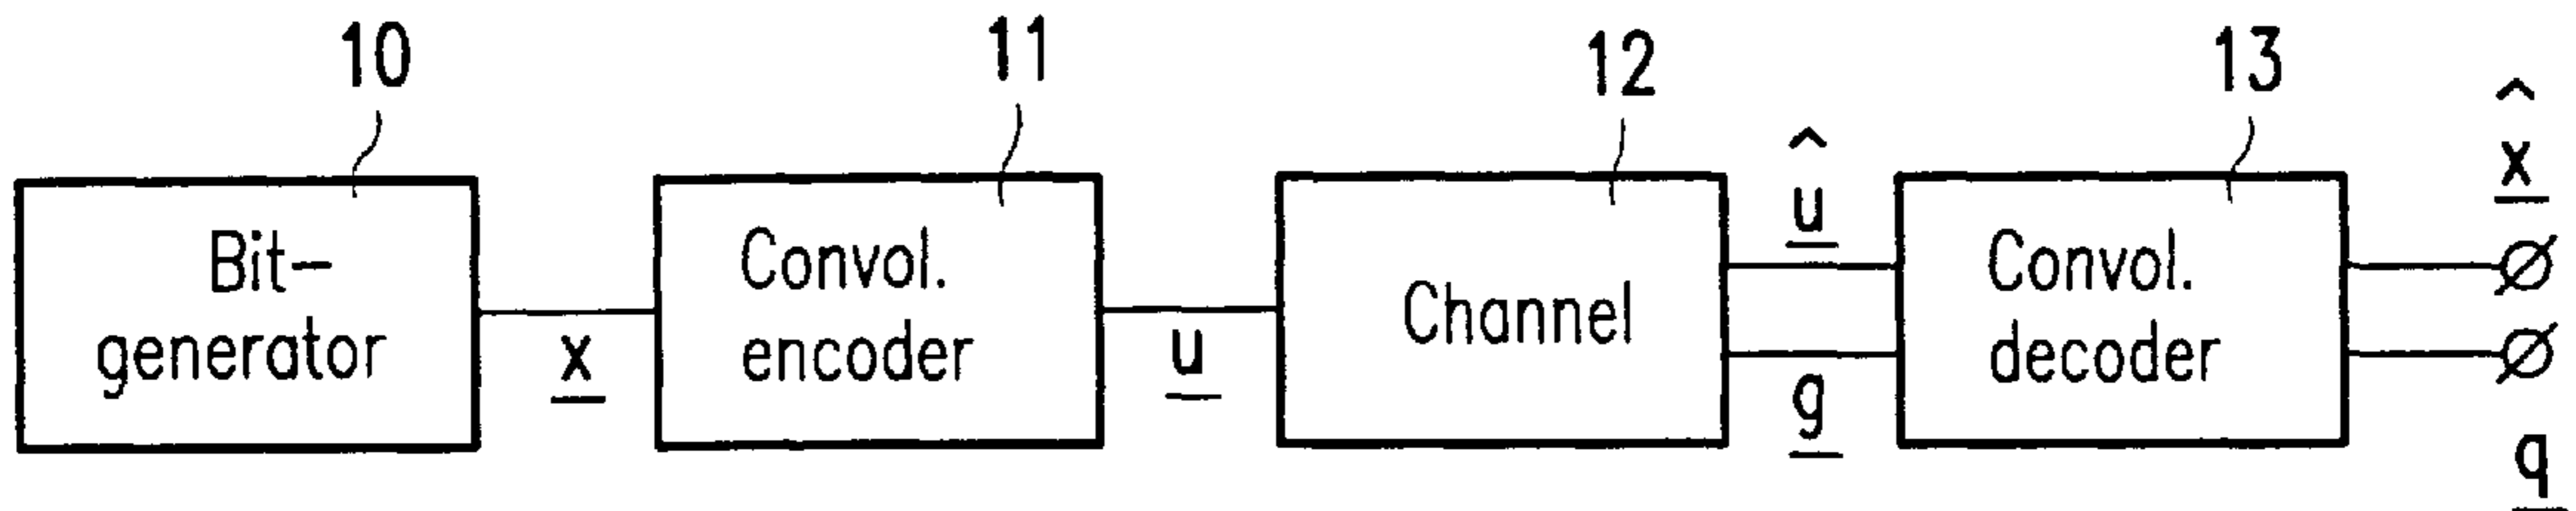 10
11
12
13
Bit-
generator
x
Convol.
encoder
u
Channel
û
g
Convol.
decoder
x̂
q